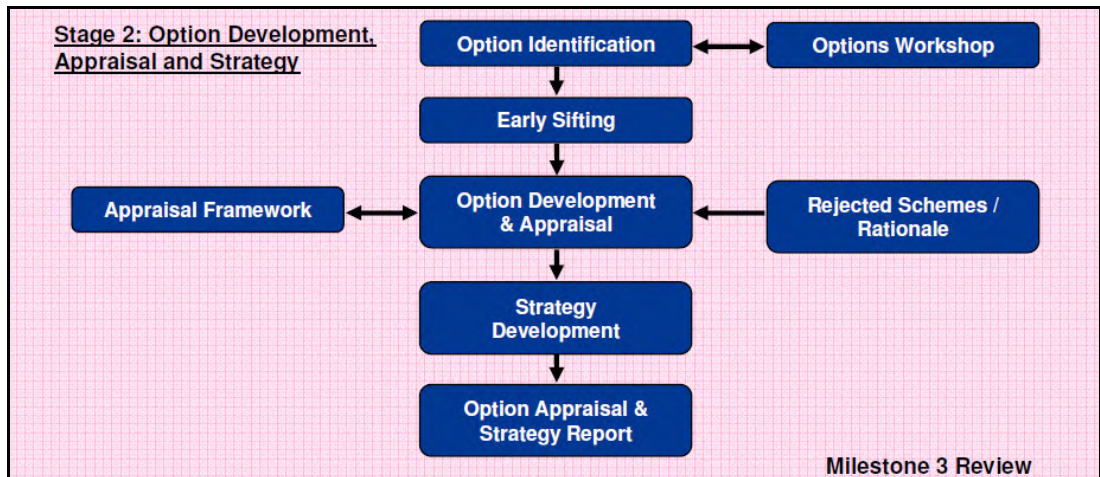 Stage 2: Option Development,
Appraisal and Strategy
Option Identification
Options Workshop
Early Sifting
Appraisal Framework
Option Development
& Appraisal
Rejected Schemes /
Rationale
Strategy
Development
Option Appraisal &
Strategy Report
Milestone 3 Review